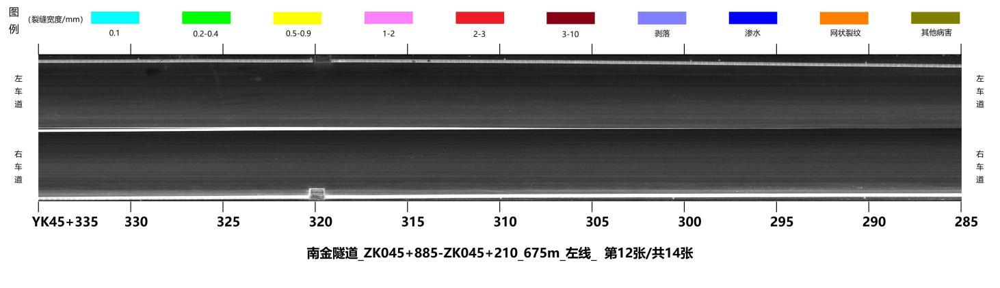 图例
(裂缝宽度/mm)
0.1 0.2-0.4 0.5-0.9 1-2 2-3 3-10 剥落 渗水 网状裂纹 其他病害
左车道 左车道
右车道 右车道
YK45+335 330 325 320 315 310 305 300 295 290 285
南金隧道_ZK045+885-ZK045+210_675m_左线_ 第12张/共14张